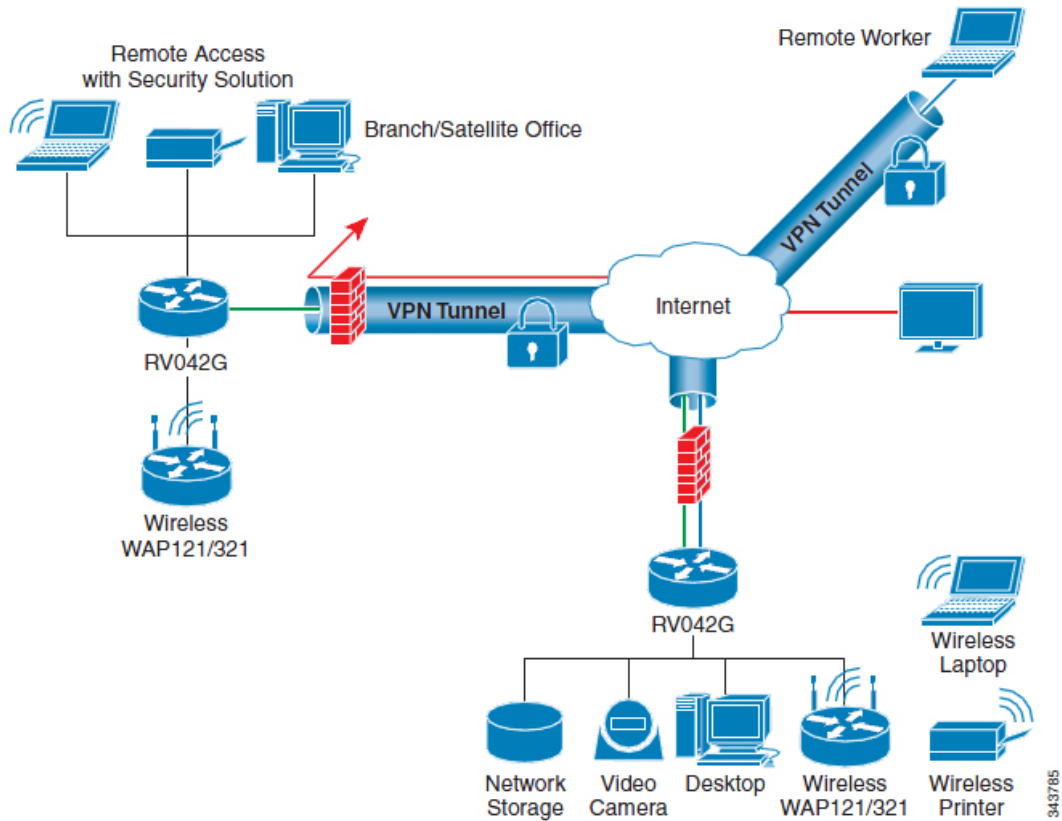 Remote Access
with Security Solution
Branch/Satellite Office
Remote Worker
VPN Tunnel
VPN Tunnel
Internet
RV042G
Wireless
WAP121/321
RV042G
Wireless
Laptop
Network
Storage
Video
Camera
Desktop
Wireless
WAP121/321
Wireless
Printer
343785